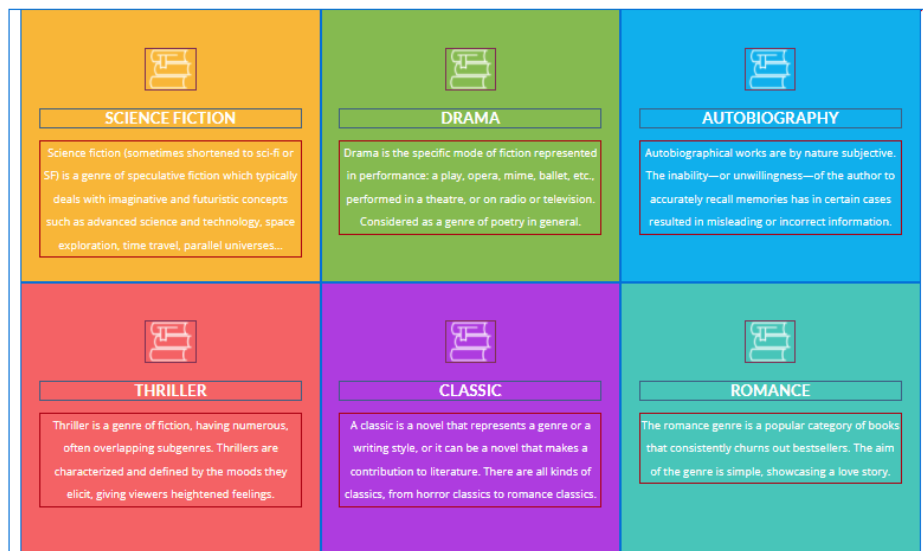 SCIENCE FICTION
Science fiction (sometimes shortened to sci-fi or
SF) is a genre of speculative fiction which typically
deals with imaginative and futuristic concepts
such as advanced science and technology, space
exploration, time travel, parallel universes...
DRAMA
Drama is the specific mode of fiction represented
in performance: a play, opera, mime, ballet, etc.,
performed in a theatre, or on radio or television.
Considered as a genre of poetry in general.
AUTOBIOGRAPHY
Autobiographical works are by nature subjective.
The inability—or unwillingness—of the author to
accurately recall memories has in certain cases
resulted in misleading or incorrect information.
THRILLER
Thriller is a genre of fiction, having numerous,
often overlapping subgenres. Thrillers are
characterized and defined by the moods they
elicit, giving viewers heightened feelings.
CLASSIC
A classic is a novel that represents a genre or a
writing style, or it can be a novel that makes a
contribution to literature. There are all kinds of
classics, from horror classics to romance classics.
ROMANCE
The romance genre is a popular category of books
that consistently churns out bestsellers. The aim
of the genre is simple, showcasing a love story.